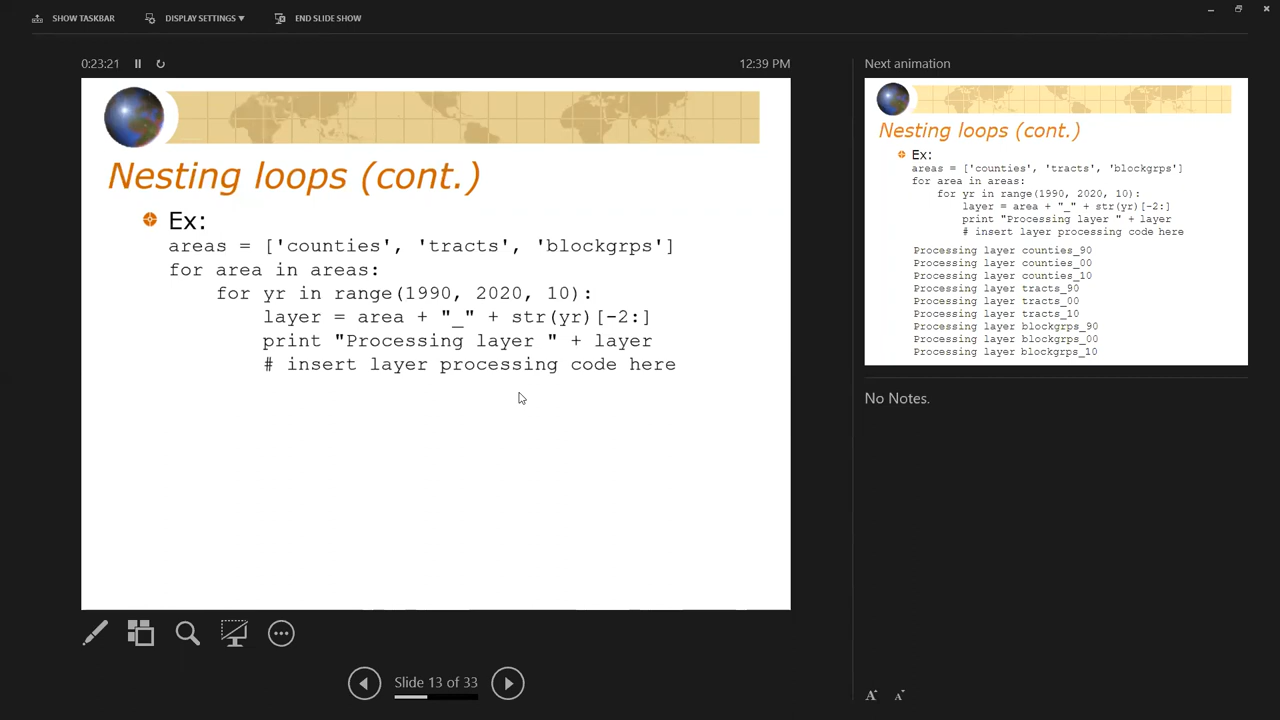 SHOW TASKBAR
DISPLAY SETTINGS ▼
END SLIDE SHOW
0:23:21
12:39 PM
Nesting loops (cont.)
Ex:
areas = ['counties', 'tracts', 'blockgrps']
for area in areas:
    for yr in range(1990, 2020, 10):
        layer = area + "_" + str(yr)[-2:]
        print "Processing layer " + layer
        # insert layer processing code here
Slide 13 of 33
Next animation
Nesting loops (cont.)
Ex:
areas = ['counties', 'tracts', 'blockgrps']
for area in areas:
    for yr in range(1990, 2020, 10):
        layer = area + "_" + str(yr)[-2:]
        print "Processing layer " + layer
        # insert layer processing code here
Processing layer counties_90
Processing layer counties_00
Processing layer counties_10
Processing layer tracts_90
Processing layer tracts_00
Processing layer tracts_10
Processing layer blockgrps_90
Processing layer blockgrps_00
Processing layer blockgrps_10
No Notes.
A A